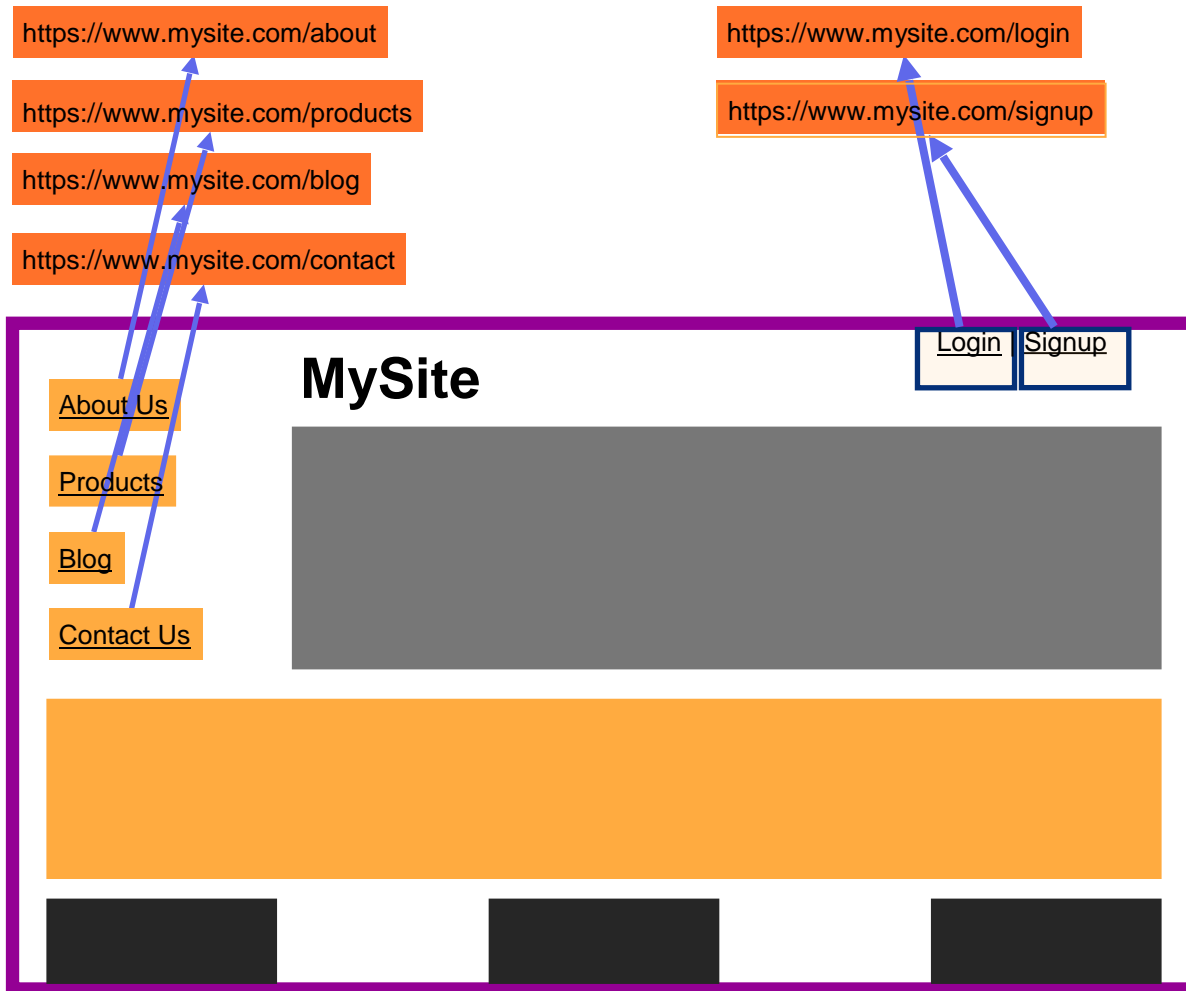 https://www.mysite.com/about
https://www.mysite.com/login
https://www.mysite.com/products
https://www.mysite.com/signup
https://www.mysite.com/blog
https://www.mysite.com/contact
Login | Signup
MySite
About Us
Products
Blog
Contact Us